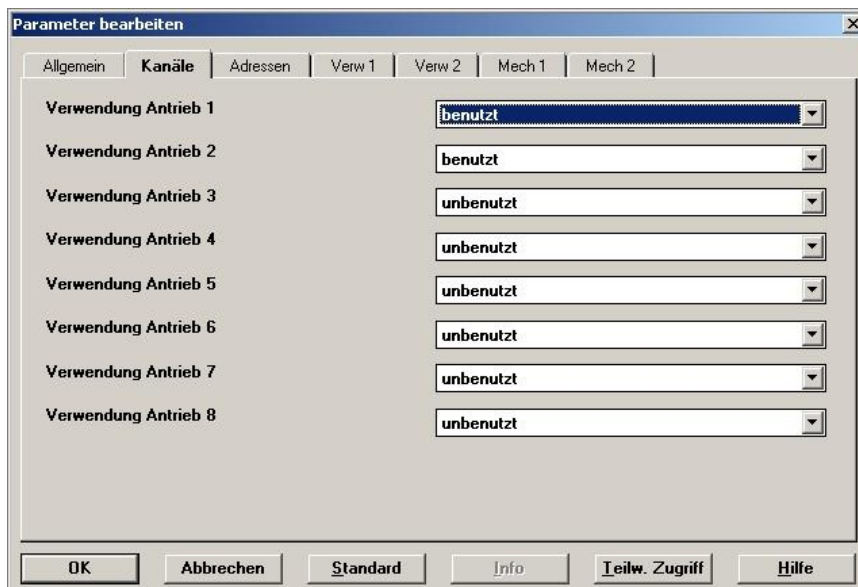 Parameter bearbeiten
Allgemein Kanäle Adressen Verw 1 Verw 2 Mech 1 Mech 2
Verwendung Antrieb 1 benutzt
Verwendung Antrieb 2 benutzt
Verwendung Antrieb 3 unbenutzt
Verwendung Antrieb 4 unbenutzt
Verwendung Antrieb 5 unbenutzt
Verwendung Antrieb 6 unbenutzt
Verwendung Antrieb 7 unbenutzt
Verwendung Antrieb 8 unbenutzt
OK Abbrechen Standard Info Teilw. Zugriff Hilfe